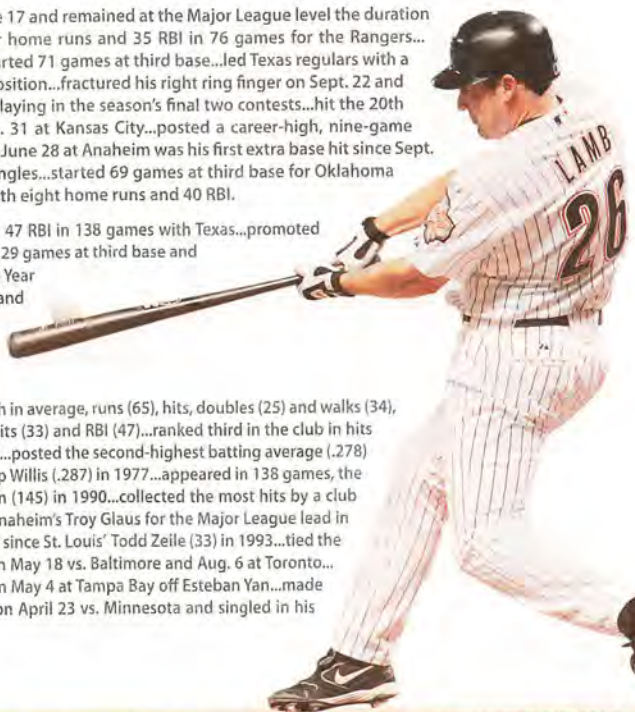 e 17 and remained at the Major League level the duration
r home runs and 35 RBI in 76 games for the Rangers...
arted 71 games at third base...led Texas regulars with a
osition...fractured his right ring finger on Sept. 22 and
laying in the season's final two contests...hit the 20th
. 31 at Kansas City...posted a career-high, nine-game
June 28 at Anaheim was his first extra base hit since Sept.
ngles...started 69 games at third base for Oklahoma
th eight home runs and 40 RBI.
47 RBI in 138 games with Texas...promoted
29 games at third base and
Year
and
h in average, runs (65), hits, doubles (25) and walks (34),
its (33) and RBI (47)...ranked third in the club in hits
...posted the second-highest batting average (.278)
p Willis (.287) in 1977...appeared in 138 games, the
n (145) in 1990...collected the most hits by a club
naheim's Troy Glaus for the Major League lead in
since St. Louis' Todd Zeile (33) in 1993...tied the
n May 18 vs. Baltimore and Aug. 6 at Toronto...
n May 4 at Tampa Bay off Esteban Yan...made
on April 23 vs. Minnesota and singled in his
LAMB
26